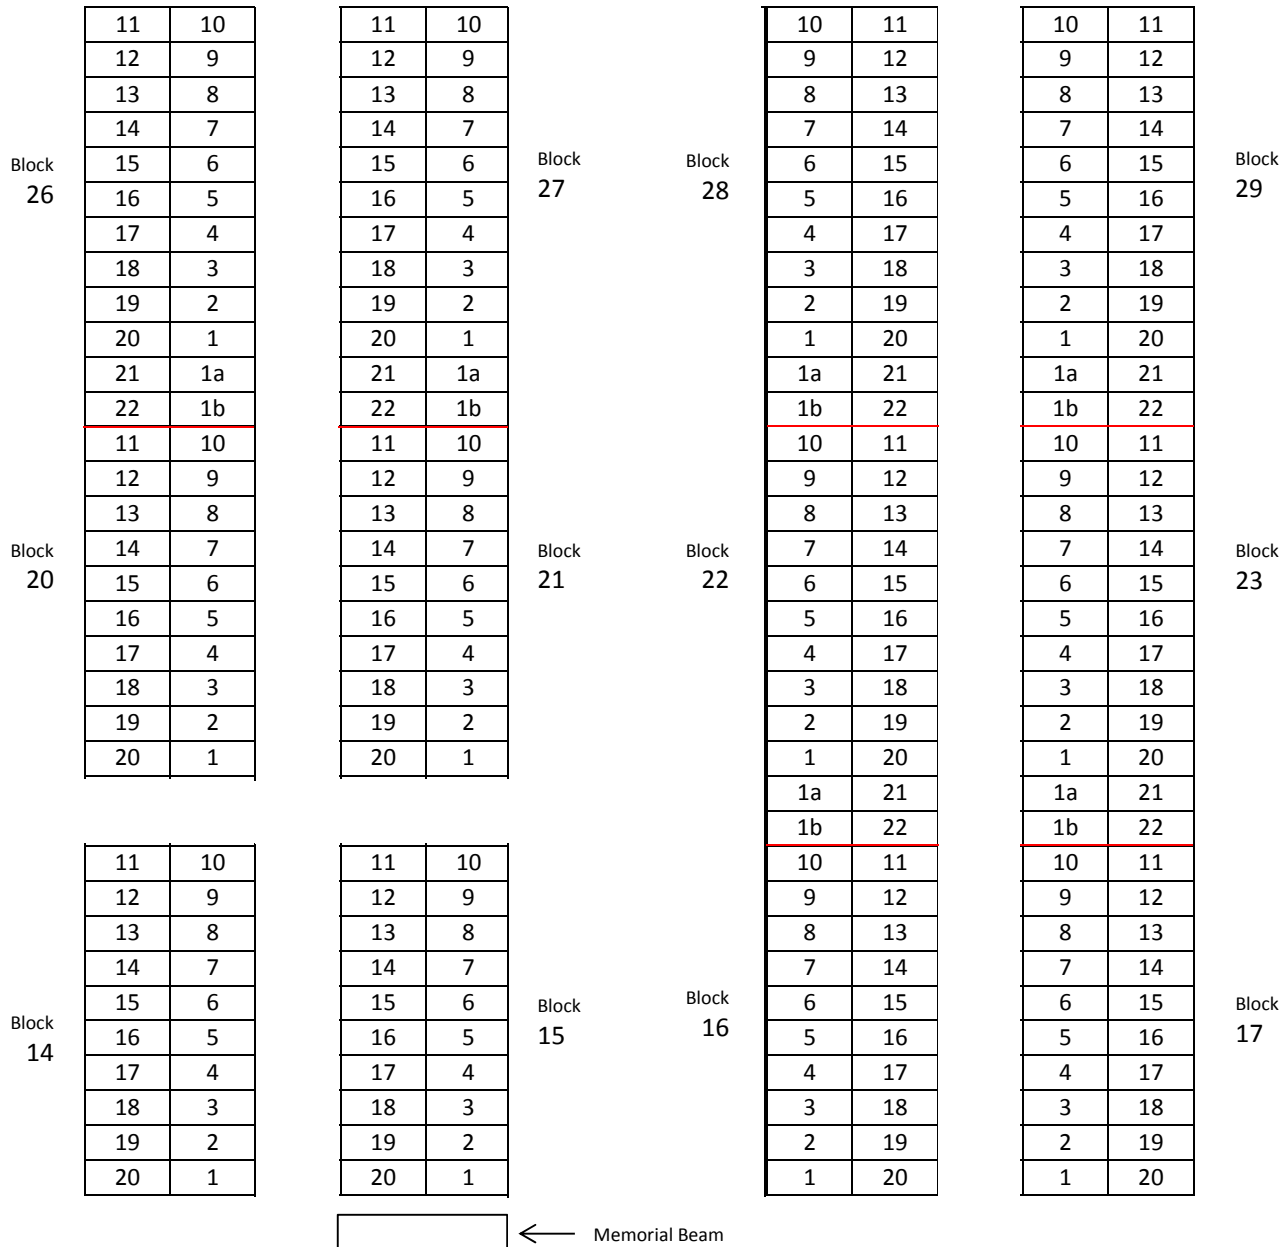 11 10 11 10 10 11 10 11
12 9 12 9 9 12 9 12
13 8 13 8 8 13 8 13
14 7 14 7 7 14 7 14
Block 15 6 15 6 Block Block 6 15 6 15 Block
26 16 5 16 5 27 28 5 16 5 16 29
17 4 17 4 4 17 4 17
18 3 18 3 3 18 3 18
19 2 19 2 2 19 2 19
20 1 20 1 1 20 1 20
21 1a 21 1a 1a 21 1a 21
22 1b 22 1b 1b 22 1b 22
11 10 11 10 10 11 10 11
12 9 12 9 9 12 9 12
13 8 13 8 8 13 8 13
Block 14 7 14 7 Block Block 7 14 7 14 Block
20 15 6 15 6 21 22 6 15 6 15 23
16 5 16 5 5 16 5 16
17 4 17 4 4 17 4 17
18 3 18 3 3 18 3 18
19 2 19 2 2 19 2 19
20 1 20 1 1 20 1 20
1a 21 1a 21
1b 22 1b 22
11 10 11 10 10 11 10 11
12 9 12 9 9 12 9 12
13 8 13 8 8 13 8 13
14 7 14 7 7 14 7 14
15 6 15 6 Block Block 6 15 6 15 Block
Block 16 5 16 5 15 16 5 16 5 16 17
14 17 4 17 4 4 17 4 17
18 3 18 3 3 18 3 18
19 2 19 2 2 19 2 19
20 1 20 1 1 20 1 20
Memorial Beam